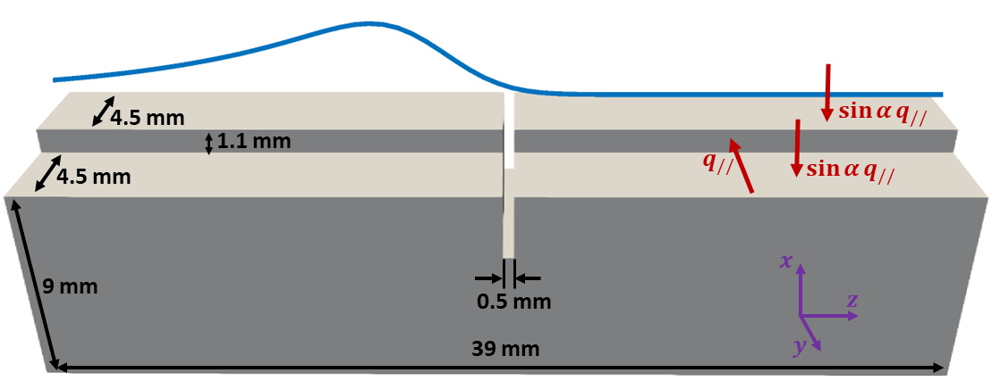 4.5 mm
sin α q//
1.1 mm
4.5 mm
q//
sin α q//
9 mm
0.5 mm
x
z
y
39 mm